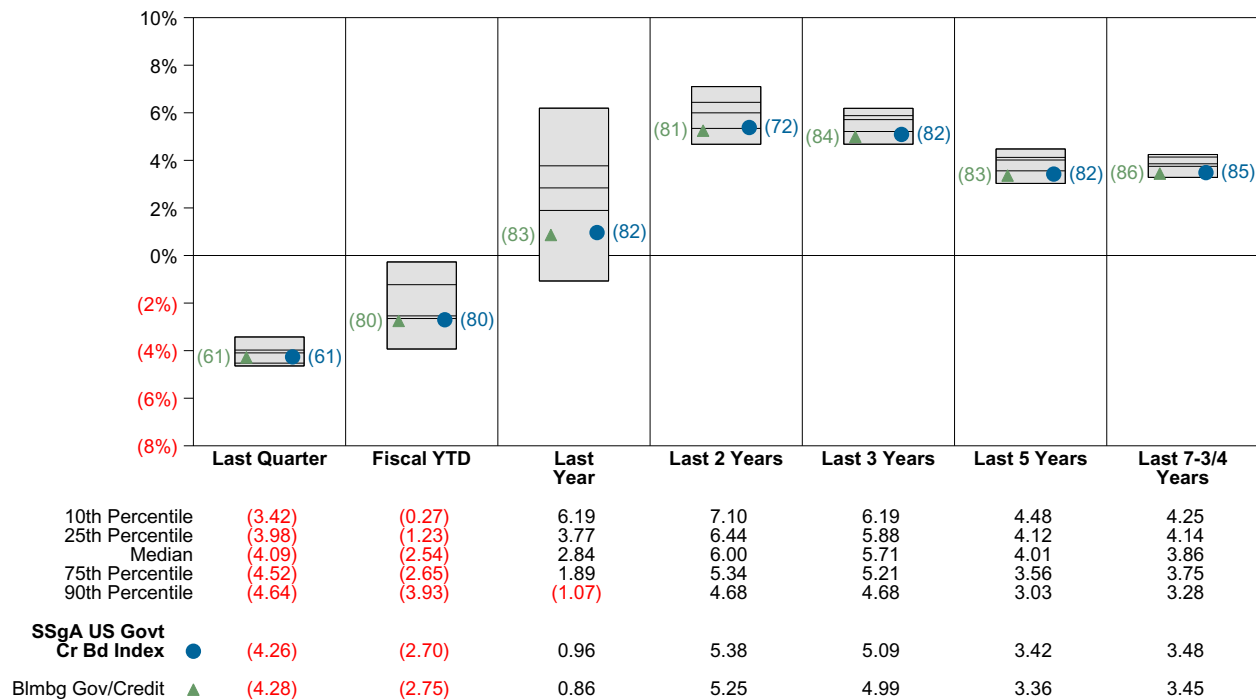 10%
8%
6%
4%
2%
0%
(2%)
(4%)
(6%)
(8%)
(61) (61)
(80) (80)
(83) (82)
(81) (72)
(84) (82)
(83) (82)
(86) (85)
Last Quarter Fiscal YTD Last Last 2 Years Last 3 Years Last 5 Years Last 7-3/4
Year Years
10th Percentile (3.42) (0.27) 6.19 7.10 6.19 4.48 4.25
25th Percentile (3.98) (1.23) 3.77 6.44 5.88 4.12 4.14
Median (4.09) (2.54) 2.84 6.00 5.71 4.01 3.86
75th Percentile (4.52) (2.65) 1.89 5.34 5.21 3.56 3.75
90th Percentile (4.64) (3.93) (1.07) 4.68 4.68 3.03 3.28
SSgA US Govt
Cr Bd Index (4.26) (2.70) 0.96 5.38 5.09 3.42 3.48
Blmbg Gov/Credit (4.28) (2.75) 0.86 5.25 4.99 3.36 3.45